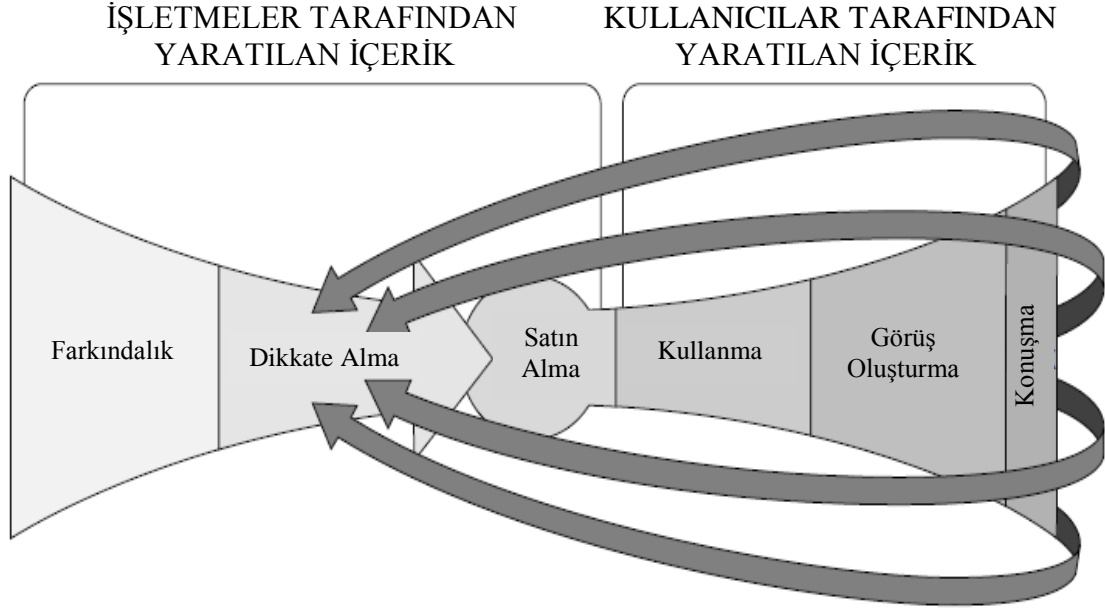 İŞLETMELER TARAFINDAN
YARATILAN İÇERİK
KULLANICILAR TARAFINDAN
YARATILAN İÇERİK
Farkındalık
Dikkate Alma
Satın
Alma
Kullanma
Görüş
Oluşturma
Konuşma